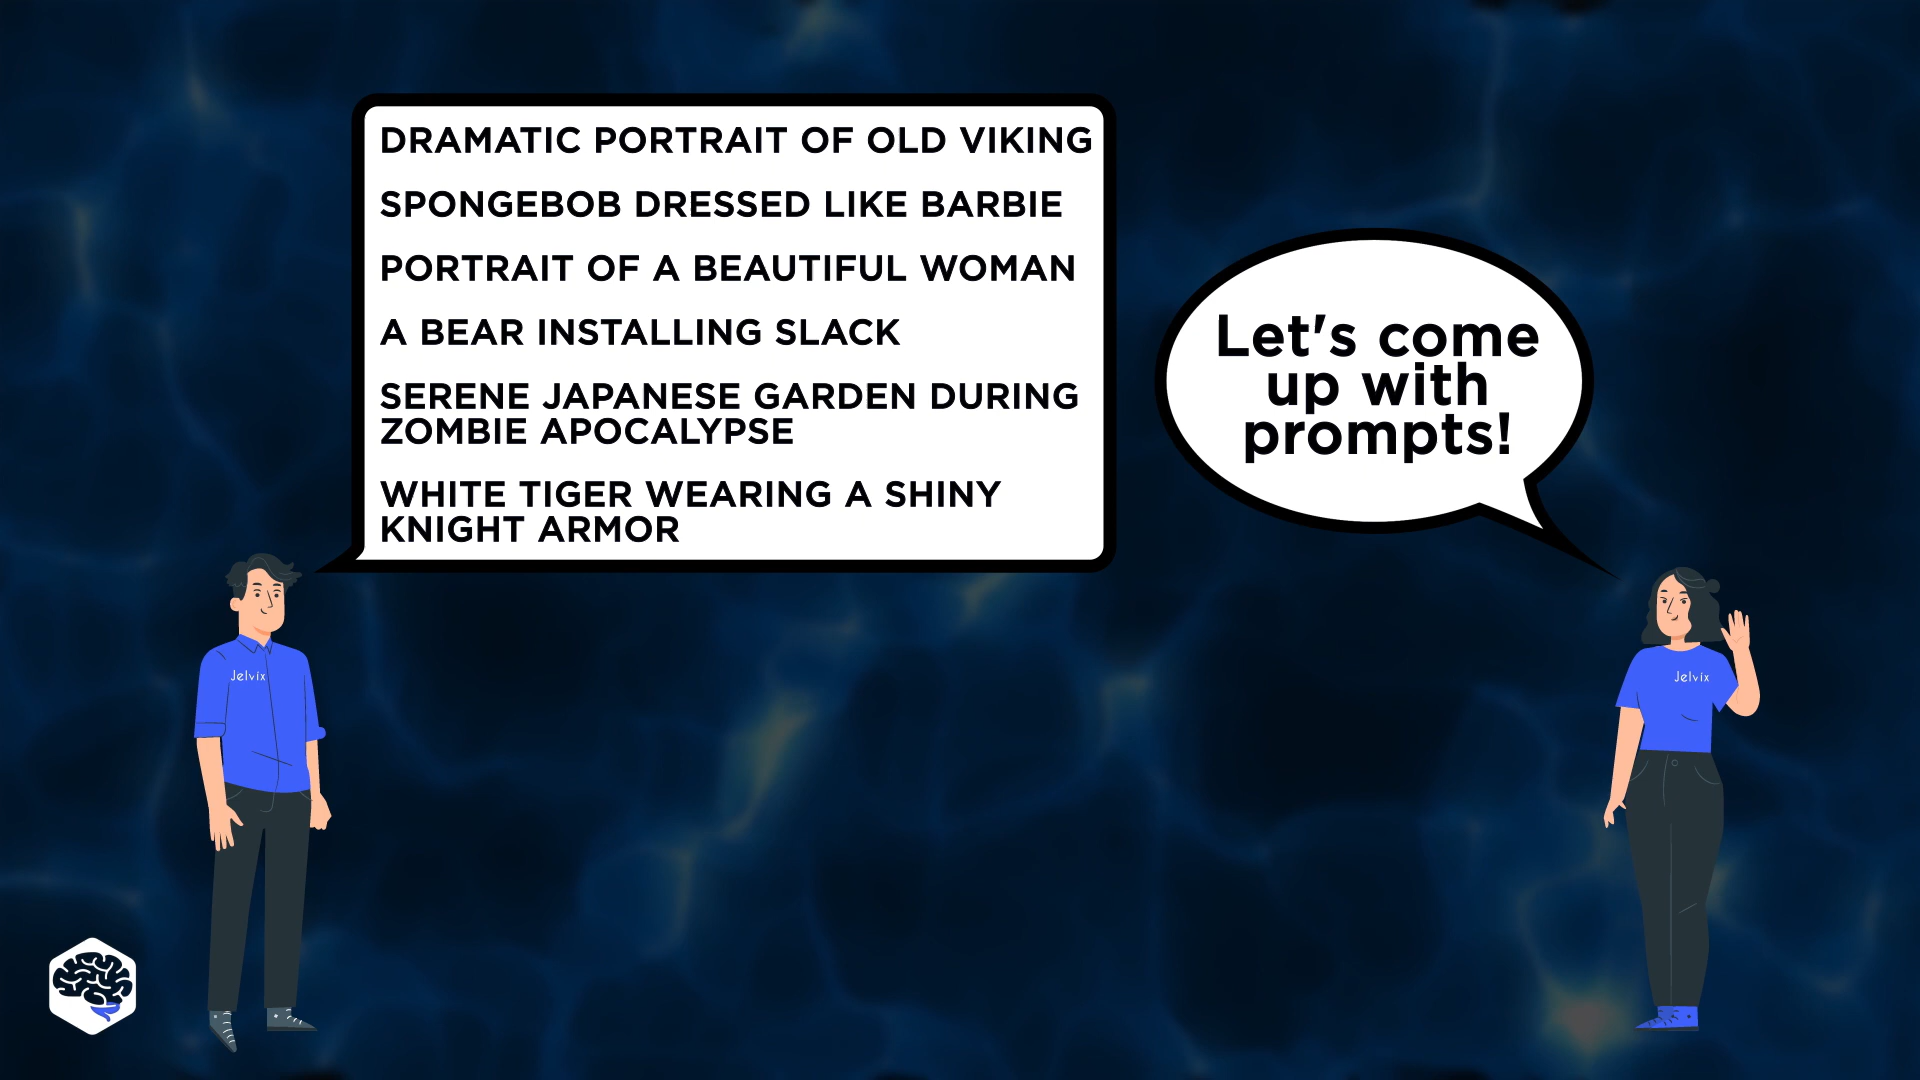 DRAMATIC PORTRAIT OF OLD VIKING
SPONGEBOB DRESSED LIKE BARBIE
PORTRAIT OF A BEAUTIFUL WOMAN
A BEAR INSTALLING SLACK
SERENE JAPANESE GARDEN DURING
ZOMBIE APOCALYPSE
WHITE TIGER WEARING A SHINY
KNIGHT ARMOR
Let's come
up with
prompts!
Jelvix
Jelvix